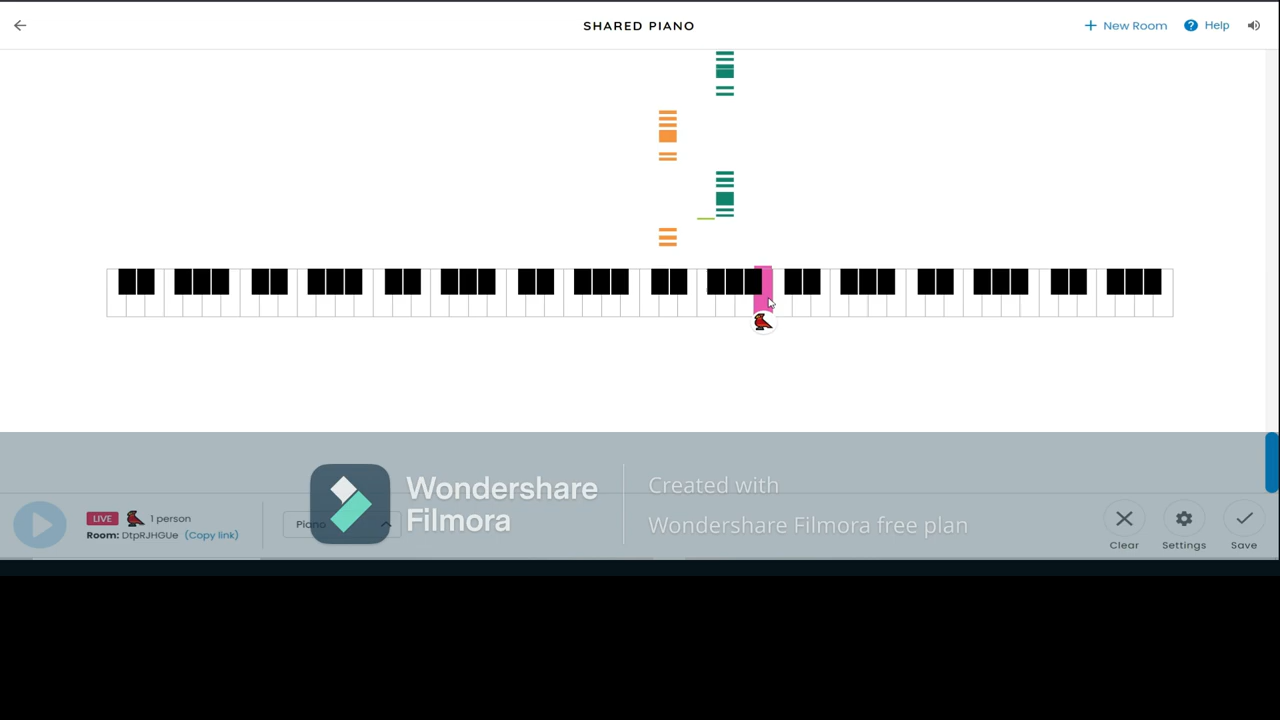 SHARED PIANO
+ New Room
? Help
Wondershare
Filmora
Created with
Wondershare Filmora free plan
LIVE 1 person
Room: DtpRJHGUe (Copy link)
Piano
Clear
Settings
Save